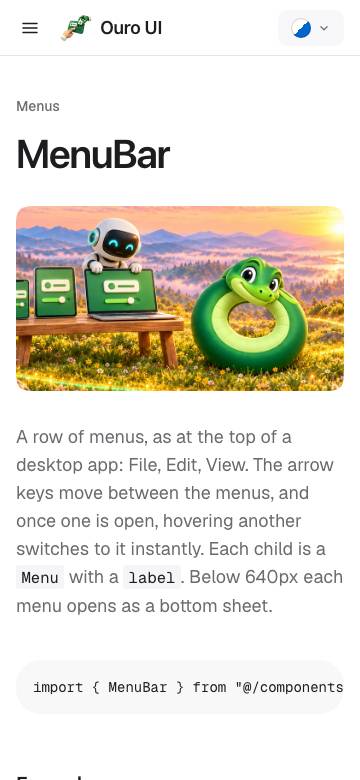 Ouro UI
Menus
MenuBar
A row of menus, as at the top of a
desktop app: File, Edit, View. The arrow
keys move between the menus, and
once one is open, hovering another
switches to it instantly. Each child is a
Menu with a label. Below 640px each
menu opens as a bottom sheet.
import { MenuBar } from "@/components